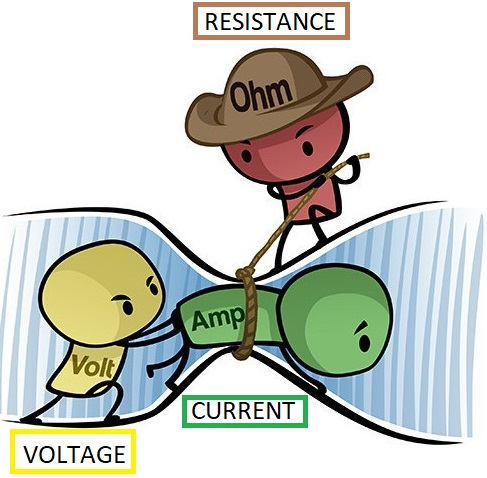 RESISTANCE
Ohm
Amp
Volt
CURRENT
VOLTAGE